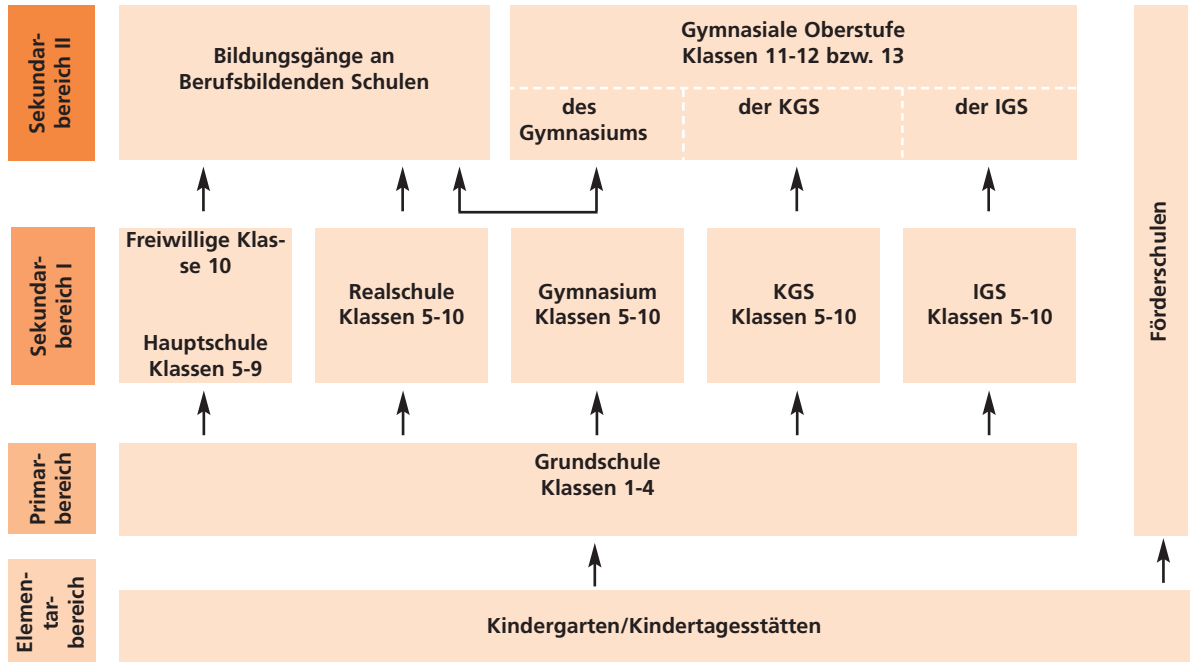 Sekundar-
bereich II
Bildungsgänge an
Berufsbildenden Schulen
Gymnasiale Oberstufe
Klassen 11-12 bzw. 13
des
Gymnasiums
der KGS
der IGS
Sekundar-
bereich I
Freiwillige Klas-
se 10
Hauptschule
Klassen 5-9
Realschule
Klassen 5-10
Gymnasium
Klassen 5-10
KGS
Klassen 5-10
IGS
Klassen 5-10
Förderschulen
Primar-
bereich
Grundschule
Klassen 1-4
Elemen-
tar-
bereich
Kindergarten/Kindertagesstätten